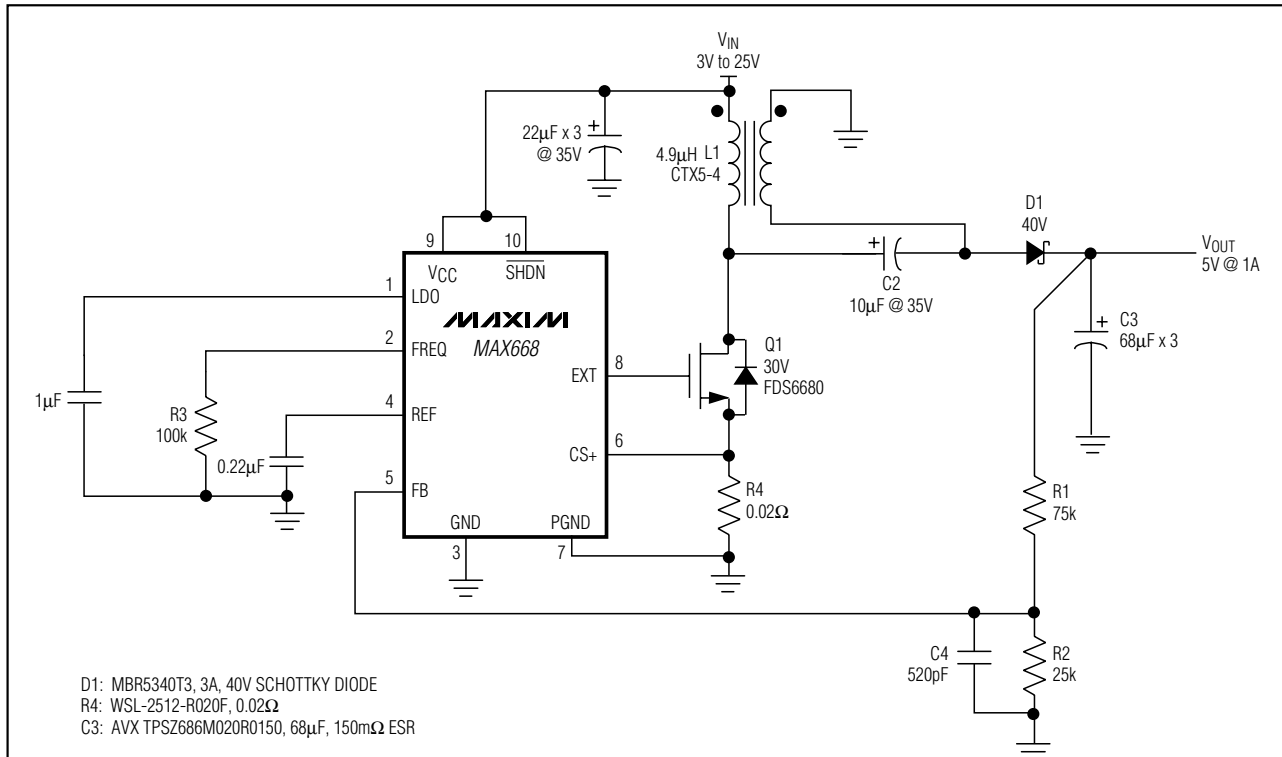 VIN
3V to 25V
22µF x 3
@ 35V
4.9µH L1
CTX5-4
D1
40V
VOUT
5V @ 1A
C2
10µF @ 35V
C3
68µF x 3
9
10
VCC
SHDN
1
LDO
MAXIM
MAX668
2
FREQ
Q1
30V
FDS6680
EXT
8
1µF
R3
100k
4
REF
0.22µF
CS+
6
5
FB
R4
0.02Ω
R1
75k
GND
PGND
3
7
C4
520pF
R2
25k
D1: MBR5340T3, 3A, 40V SCHOTTKY DIODE
R4: WSL-2512-R020F, 0.02Ω
C3: AVX TPSZ686M020R0150, 68µF, 150mΩ ESR